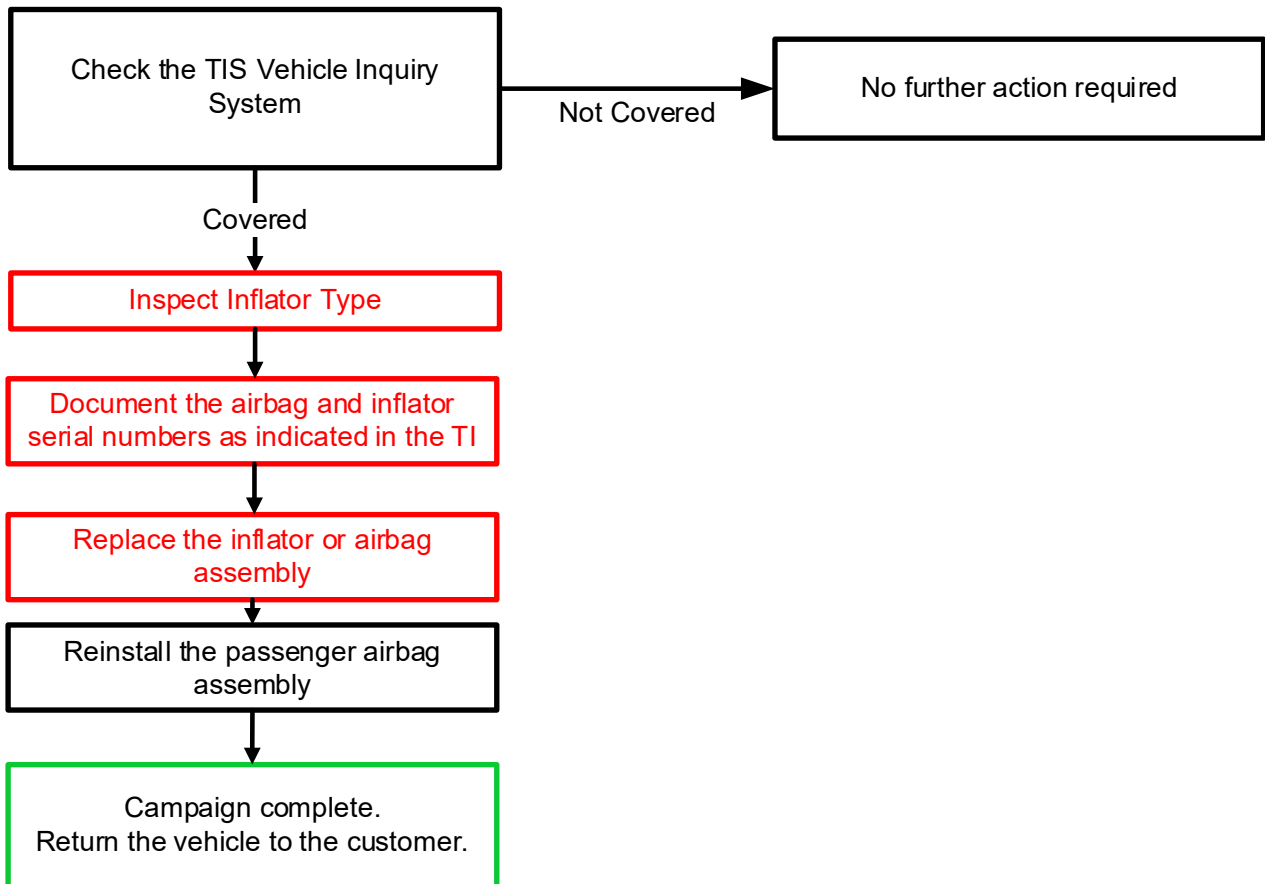 Check the TIS Vehicle Inquiry
System
Not Covered
No further action required
Covered
Inspect Inflator Type
Document the airbag and inflator
serial numbers as indicated in the TI
Replace the inflator or airbag
assembly
Reinstall the passenger airbag
assembly
Campaign complete.
Return the vehicle to the customer.